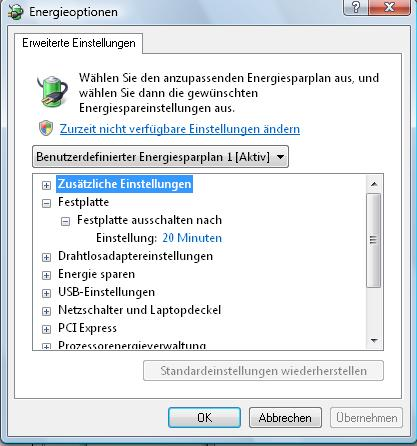 Energieoptionen
Erweiterte Einstellungen
Wählen Sie den anzupassenden Energiesparplan aus, und
wählen Sie dann die gewünschten
Energiespareinstellungen aus.
Zurzeit nicht verfügbare Einstellungen ändern
Benutzerdefinierter Energiesparplan 1 [Aktiv]
Zusätzliche Einstellungen
Festplatte
Festplatte ausschalten nach
Einstellung: 20 Minuten
Drahtlosadaptereinstellungen
Energie sparen
USB-Einstellungen
Netzschalter und Laptopdeckel
PCI Express
Prozessorenergieverwaltung
Standardeinstellungen wiederherstellen
OK Abbrechen Übernehmen